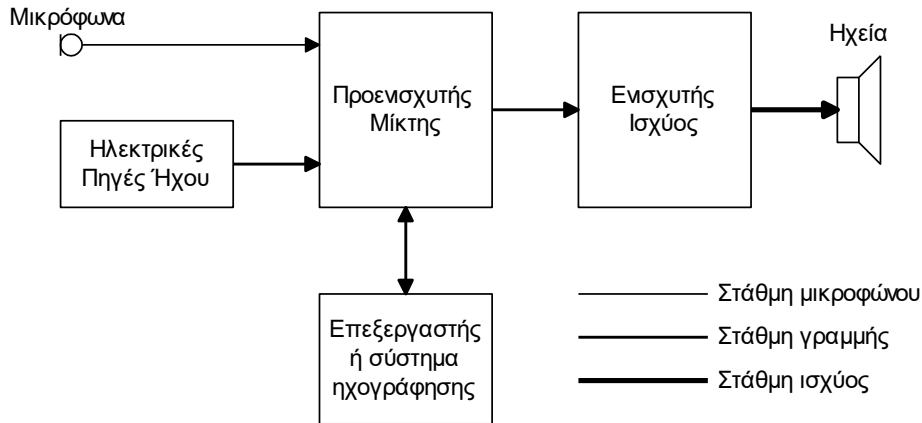 Μικρόφωνα
Ηλεκτρικές
Πηγές Ήχου
Προενισχυτής
Μίκτης
Ενισχυτής
Ισχύος
Ηχεία
Επεξεργαστής
ή σύστημα
ηχογράφησης
Στάθμη μικροφώνου
Στάθμη γραμμής
Στάθμη ισχύος